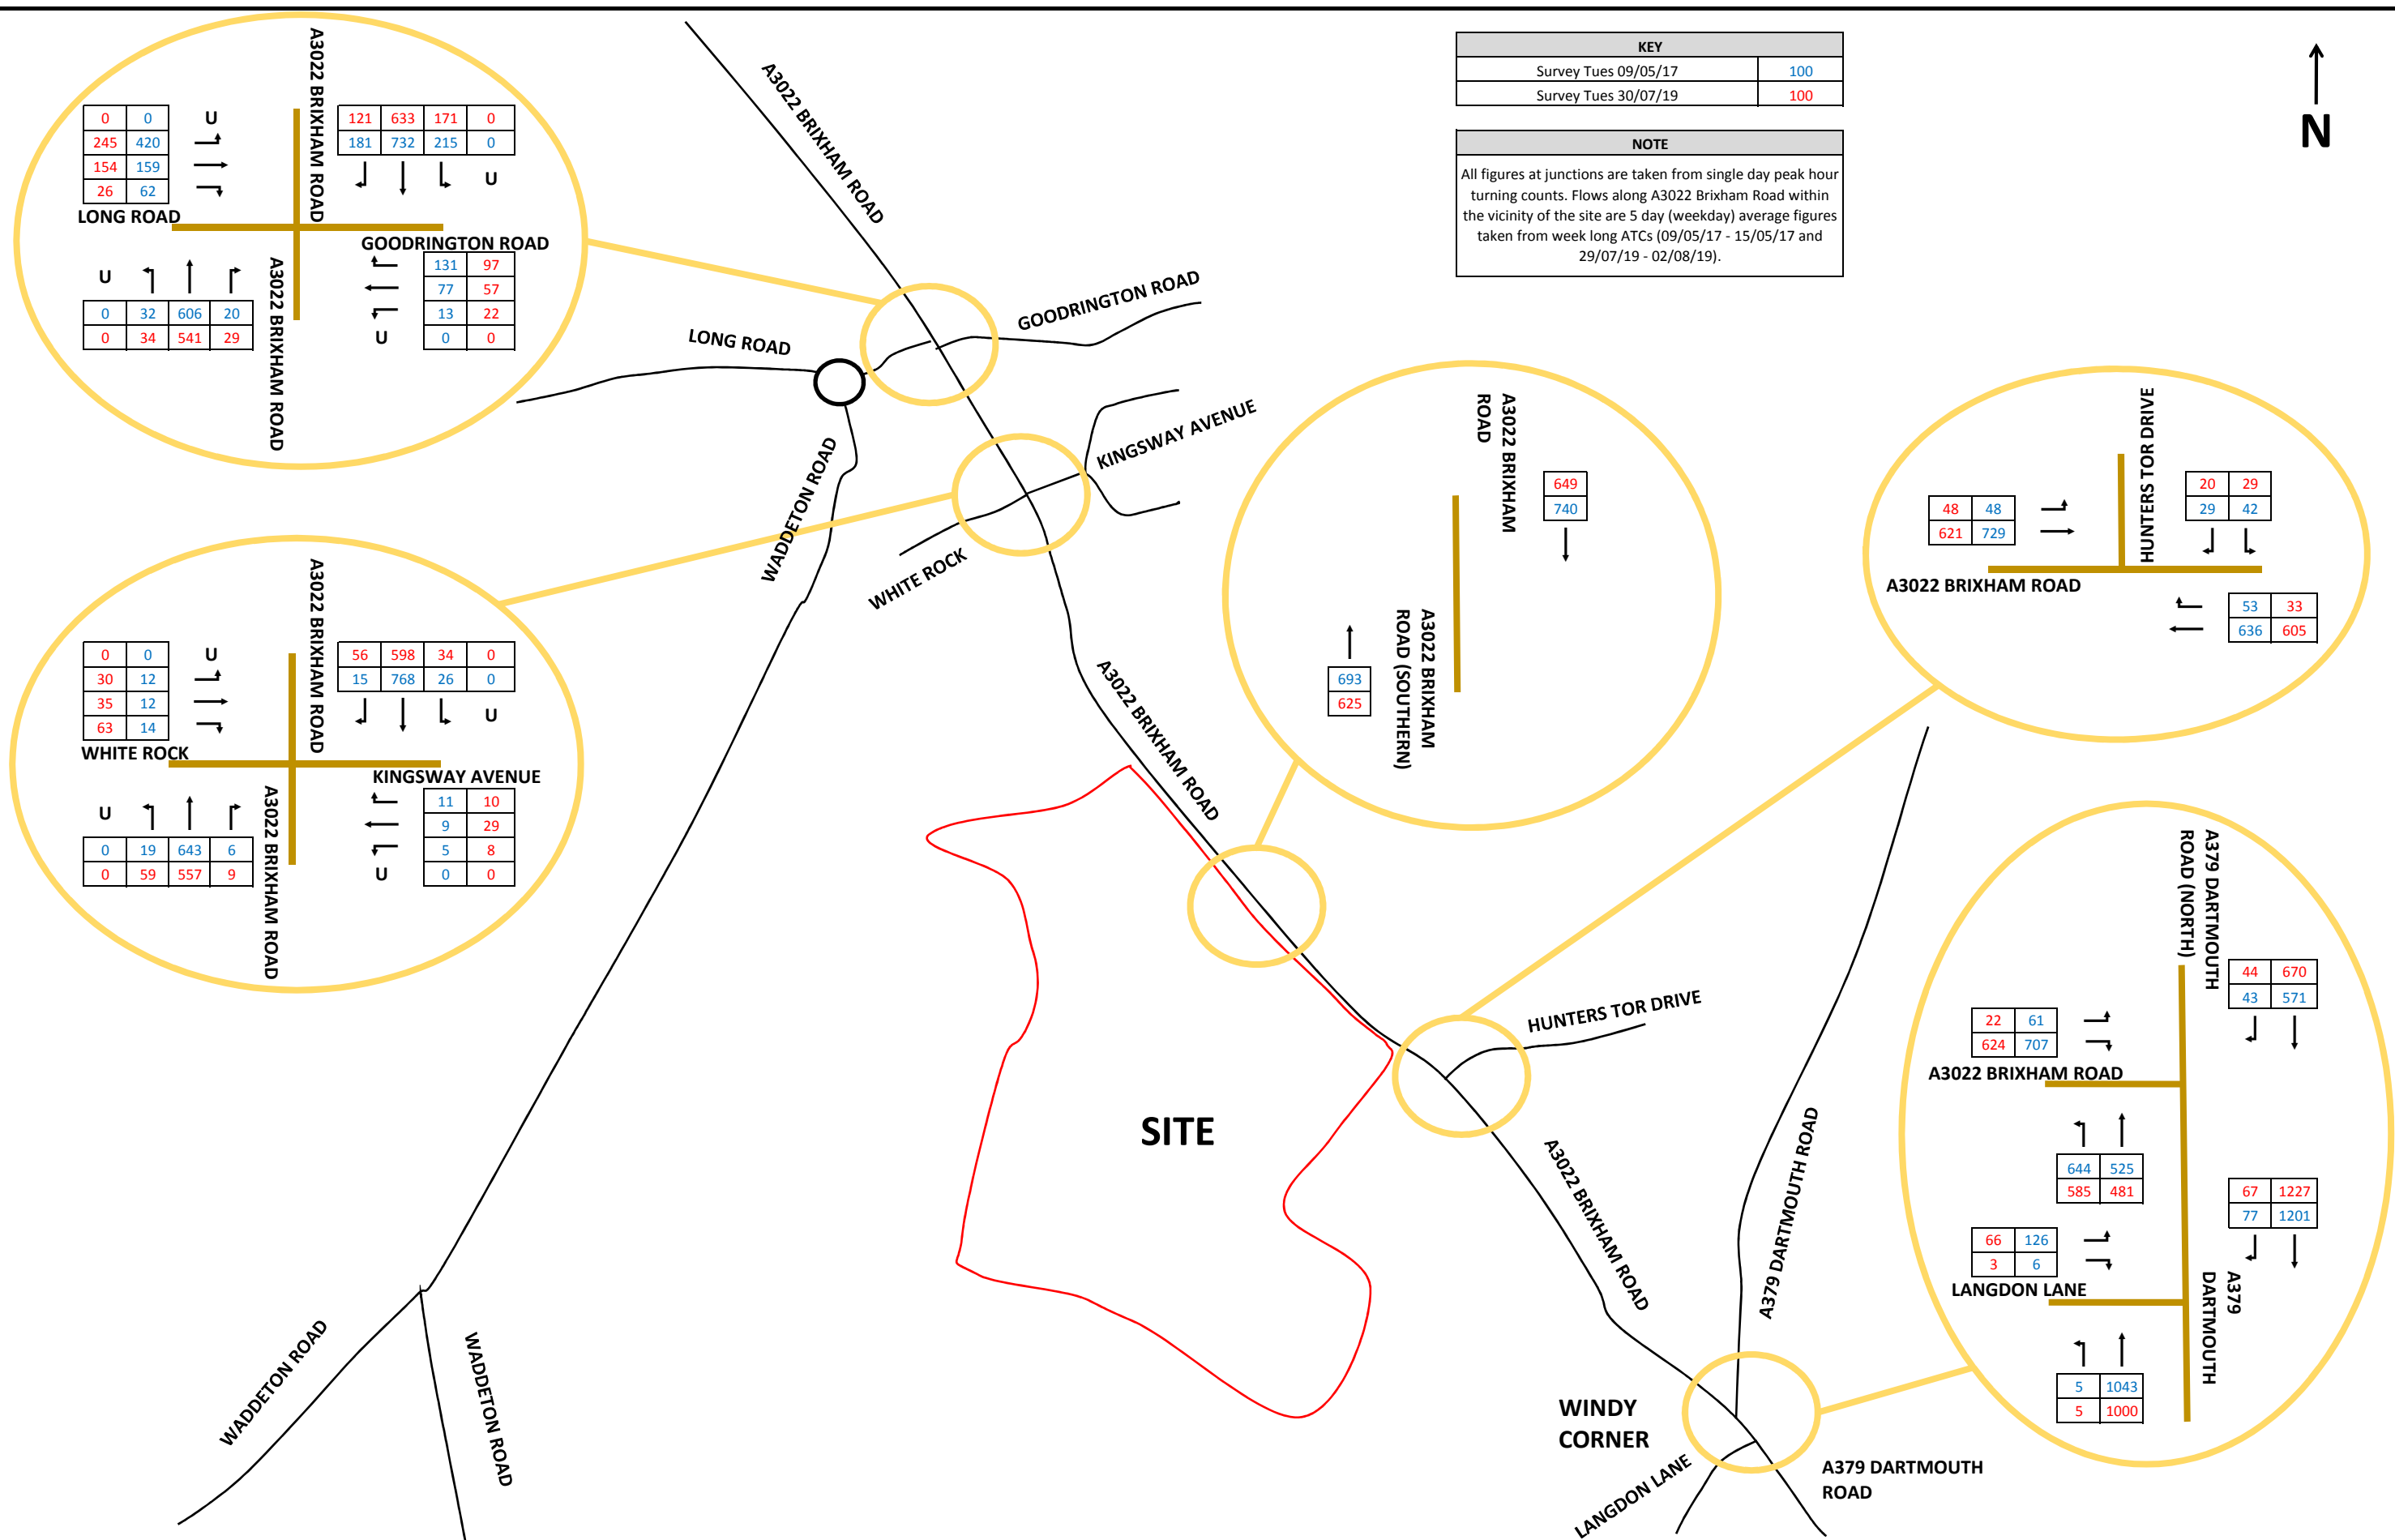 KEY
Survey Tues 09/05/17 100
Survey Tues 30/07/19 100
NOTE
All figures at junctions are taken from single day peak hour
turning counts. Flows along A3022 Brixham Road within
the vicinity of the site are 5 day (weekday) average figures
taken from week long ATCs (09/05/17 - 15/05/17 and
29/07/19 - 02/08/19).
N
A3022 BRIXHAM ROAD
0 0 U
245 420
154 159
26 62
LONG ROAD
121 633 171 0
181 732 215 0
U
GOODRINGTON ROAD
131 97
77 57
13 22
U 0 0
U
0 32 606 20
0 34 541 29
A3022 BRIXHAM ROAD
A3022 BRIXHAM ROAD
0 0 U
30 12
35 12
63 14
WHITE ROCK
56 598 34 0
15 768 26 0
U
KINGSWAY AVENUE
11 10
9 29
5 8
U 0 0
U
0 19 643 6
0 59 557 9
A3022 BRIXHAM ROAD
A3022 BRIXHAM ROAD
LONG ROAD
GOODRINGTON ROAD
KINGSWAY AVENUE
WADDETON ROAD
WHITE ROCK
A3022 BRIXHAM ROAD
A3022 BRIXHAM
ROAD
649
740
693
625
A3022 BRIXHAM
ROAD (SOUTHERN)
HUNTERS TOR DRIVE
20 29
29 42
48 48
621 729
A3022 BRIXHAM ROAD
53 33
636 605
A379 DARTMOUTH
ROAD (NORTH)
44 670
43 571
22 61
624 707
A3022 BRIXHAM ROAD
644 525
585 481
67 1227
77 1201
66 126
3 6
LANGDON LANE
A379
DARTMOUTH
5 1043
5 1000
HUNTERS TOR DRIVE
SITE
A3022 BRIXHAM ROAD
A379 DARTMOUTH ROAD
WADDETON ROAD
WADDETON ROAD
WINDY
CORNER
LANGDON LANE
A379 DARTMOUTH
ROAD